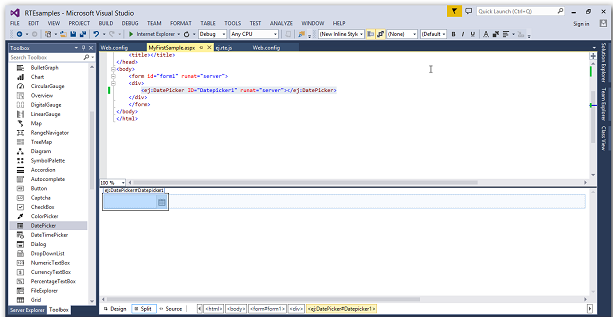 RTEsamples - Microsoft Visual Studio
Quick Launch (Ctrl+Q)
FILE EDIT VIEW PROJECT BUILD DEBUG TEAM FORMAT TABLE TOOLS TEST ANALYZE WINDOW HELP
Sign in
Internet Explorer Debug Any CPU (New Inline Style (None) (Default)
Toolbox
Web.config MyFirstSample.aspx ej.rte.js Web.config
Search Toolbox
BulletGraph
Chart
CircularGauge
Overview
DigitalGauge
LinearGauge
Map
RangeNavigator
TreeMap
Diagram
SymbolPalette
Accordion
Autocomplete
Button
Captcha
CheckBox
ColorPicker
DatePicker
DateTimePicker
Dialog
DropDownList
NumericTextBox
CurrencyTextBox
PercentageTextBox
FileExplorer
Grid
Server Explorer Toolbox
<title></title>
</head>
<body>
<form id="form1" runat="server">
<div>
<ej:DatePicker ID="Datepicker1" runat="server"></ej:DatePicker>
</div>
</form>
</body>
</html>
100 %
ej:DatePicker#Datepicker1
Design Split Source <html> <body> <form#form1> <div> <ej:DatePicker#Datepicker1>
Solution Explorer
Team Explorer
Class View